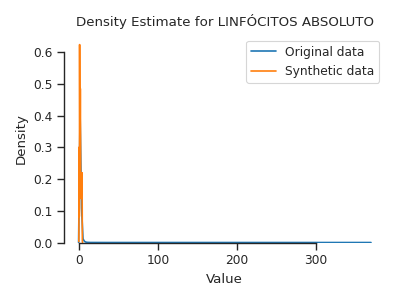 Density Estimate for LINFÓCITOS ABSOLUTO
Original data
Synthetic data
0.6
0.5
0.4
0.3
0.2
0.1
0.0
Density
0 100 200 300
Value